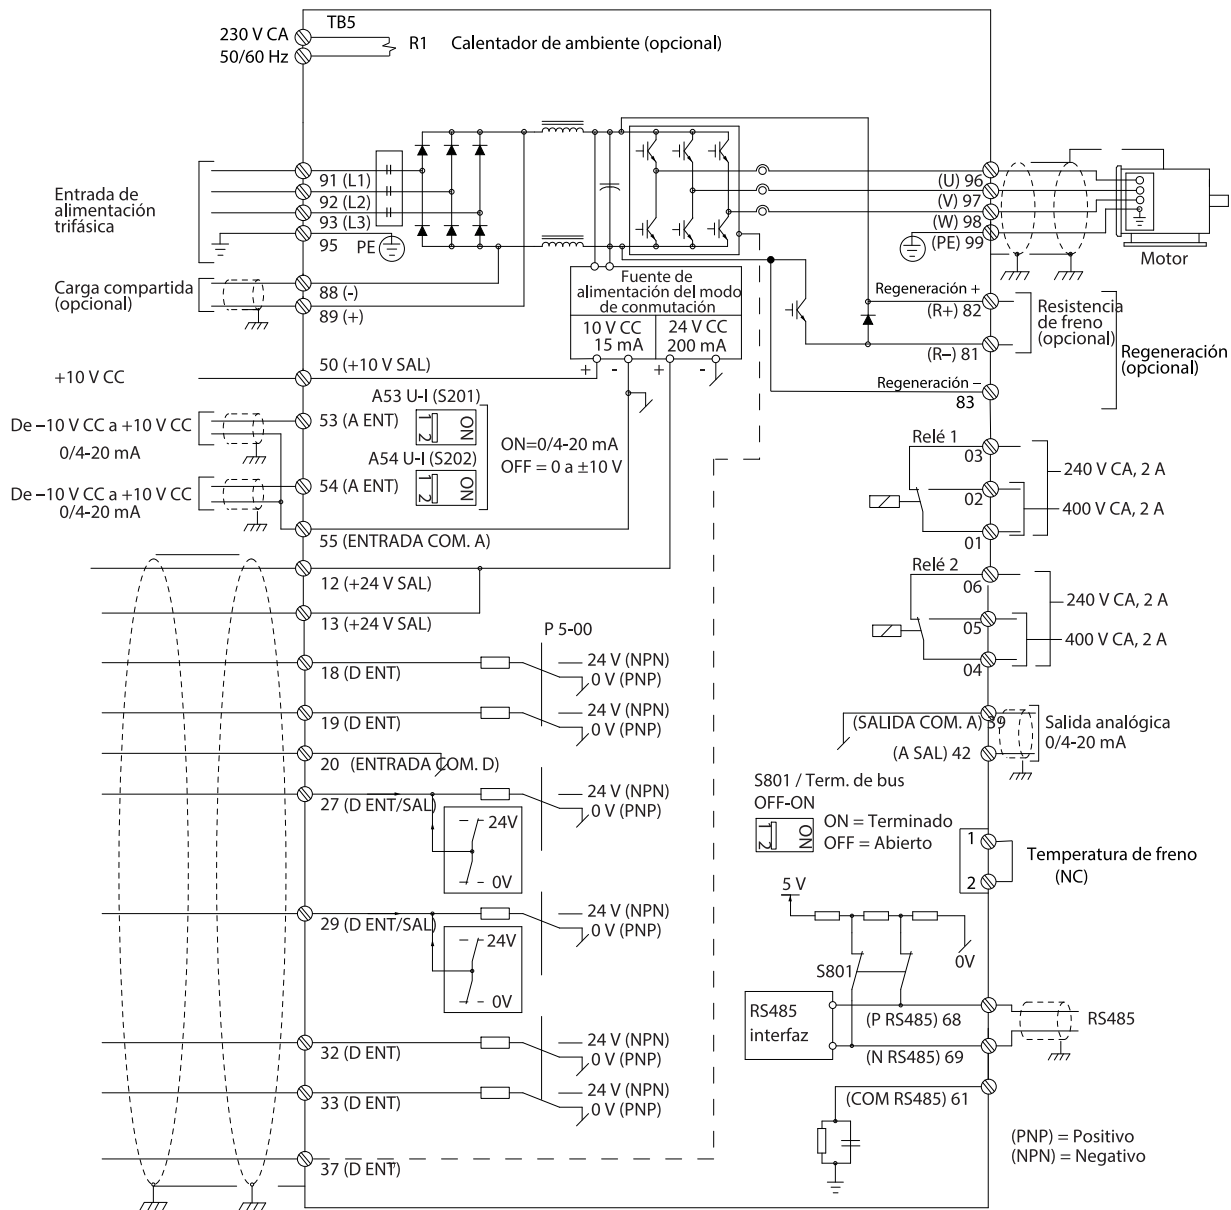 TB5
230 V CA
50/60 Hz
R1
Calentador de ambiente (opcional)
Entrada de
alimentación
trifásica
91 (L1)
92 (L2)
93 (L3)
95
PE
(U) 96
(V) 97
(W) 98
(PE) 99
Motor
Carga compartida
(opcional)
88 (-)
89 (+)
Fuente de
alimentación del modo
de conmutación
10 V CC
15 mA
24 V CC
200 mA
+
-
+
-
Regeneración +
(R+) 82
Resistencia
de freno
(opcional)
(R−) 81
Regeneración
(opcional)
Regeneración −
83
50 (+10 V SAL)
+10 V CC
A53 U-I (S201)
53 (A ENT)
1 2
ON
De −10 V CC a +10 V CC
0/4-20 mA
ON=0/4-20 mA
OFF = 0 a ±10 V
A54 U-I (S202)
54 (A ENT)
1 2
ON
De −10 V CC a +10 V CC
0/4-20 mA
55 (ENTRADA COM. A)
Relé 1
03
240 V CA, 2 A
02
400 V CA, 2 A
01
12 (+24 V SAL)
13 (+24 V SAL)
Relé 2
06
240 V CA, 2 A
05
400 V CA, 2 A
04
P 5-00
18 (D ENT)
24 V (NPN)
0 V (PNP)
19 (D ENT)
24 V (NPN)
0 V (PNP)
20 (ENTRADA COM. D)
27 (D ENT/SAL)
24 V (NPN)
0 V (PNP)
24V
0V
29 (D ENT/SAL)
24 V (NPN)
0 V (PNP)
24V
0V
32 (D ENT)
24 V (NPN)
0 V (PNP)
33 (D ENT)
24 V (NPN)
0 V (PNP)
37 (D ENT)
(SALIDA COM. A) 39
(A SAL) 42
Salida analógica
0/4-20 mA
S801 / Term. de bus
OFF-ON
1 2
ON
ON = Terminado
OFF = Abierto
1
2
Temperatura de freno
(NC)
5 V
0V
S801
RS485
interfaz
(P RS485) 68
(N RS485) 69
RS485
(COM RS485) 61
(PNP) = Positivo
(NPN) = Negativo